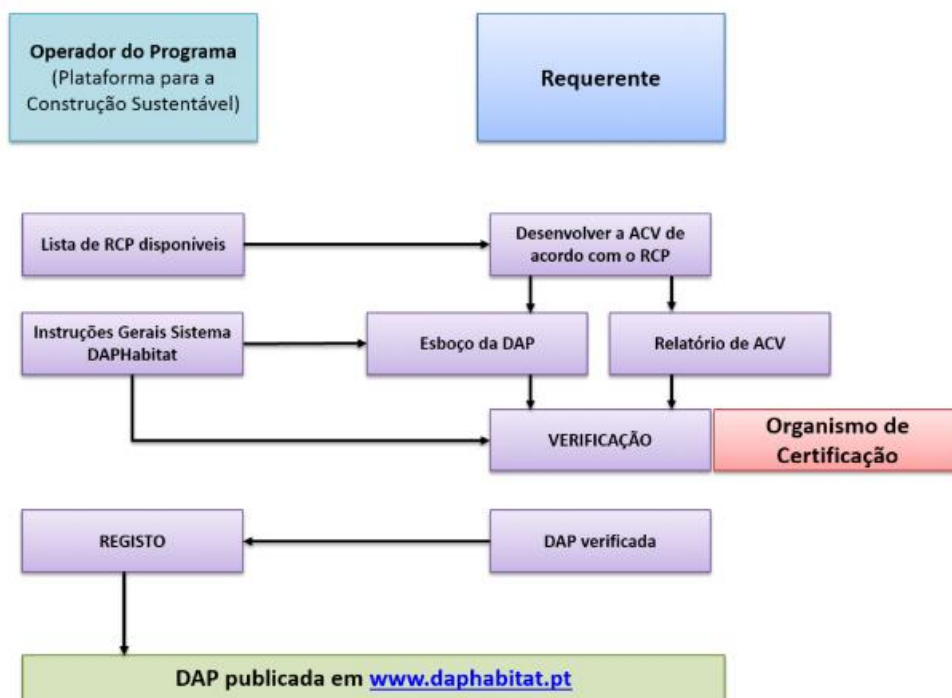 Operador do Programa
(Plataforma para a
Construção Sustentável)
Requerente
Lista de RCP disponíveis
Desenvolver a ACV de
acordo com o RCP
Instruções Gerais Sistema
DAPHabitat
Esboço da DAP
Relatório de ACV
VERIFICAÇÃO
Organismo de
Certificação
REGISTO
DAP verificada
DAP publicada em www.daphabitat.pt